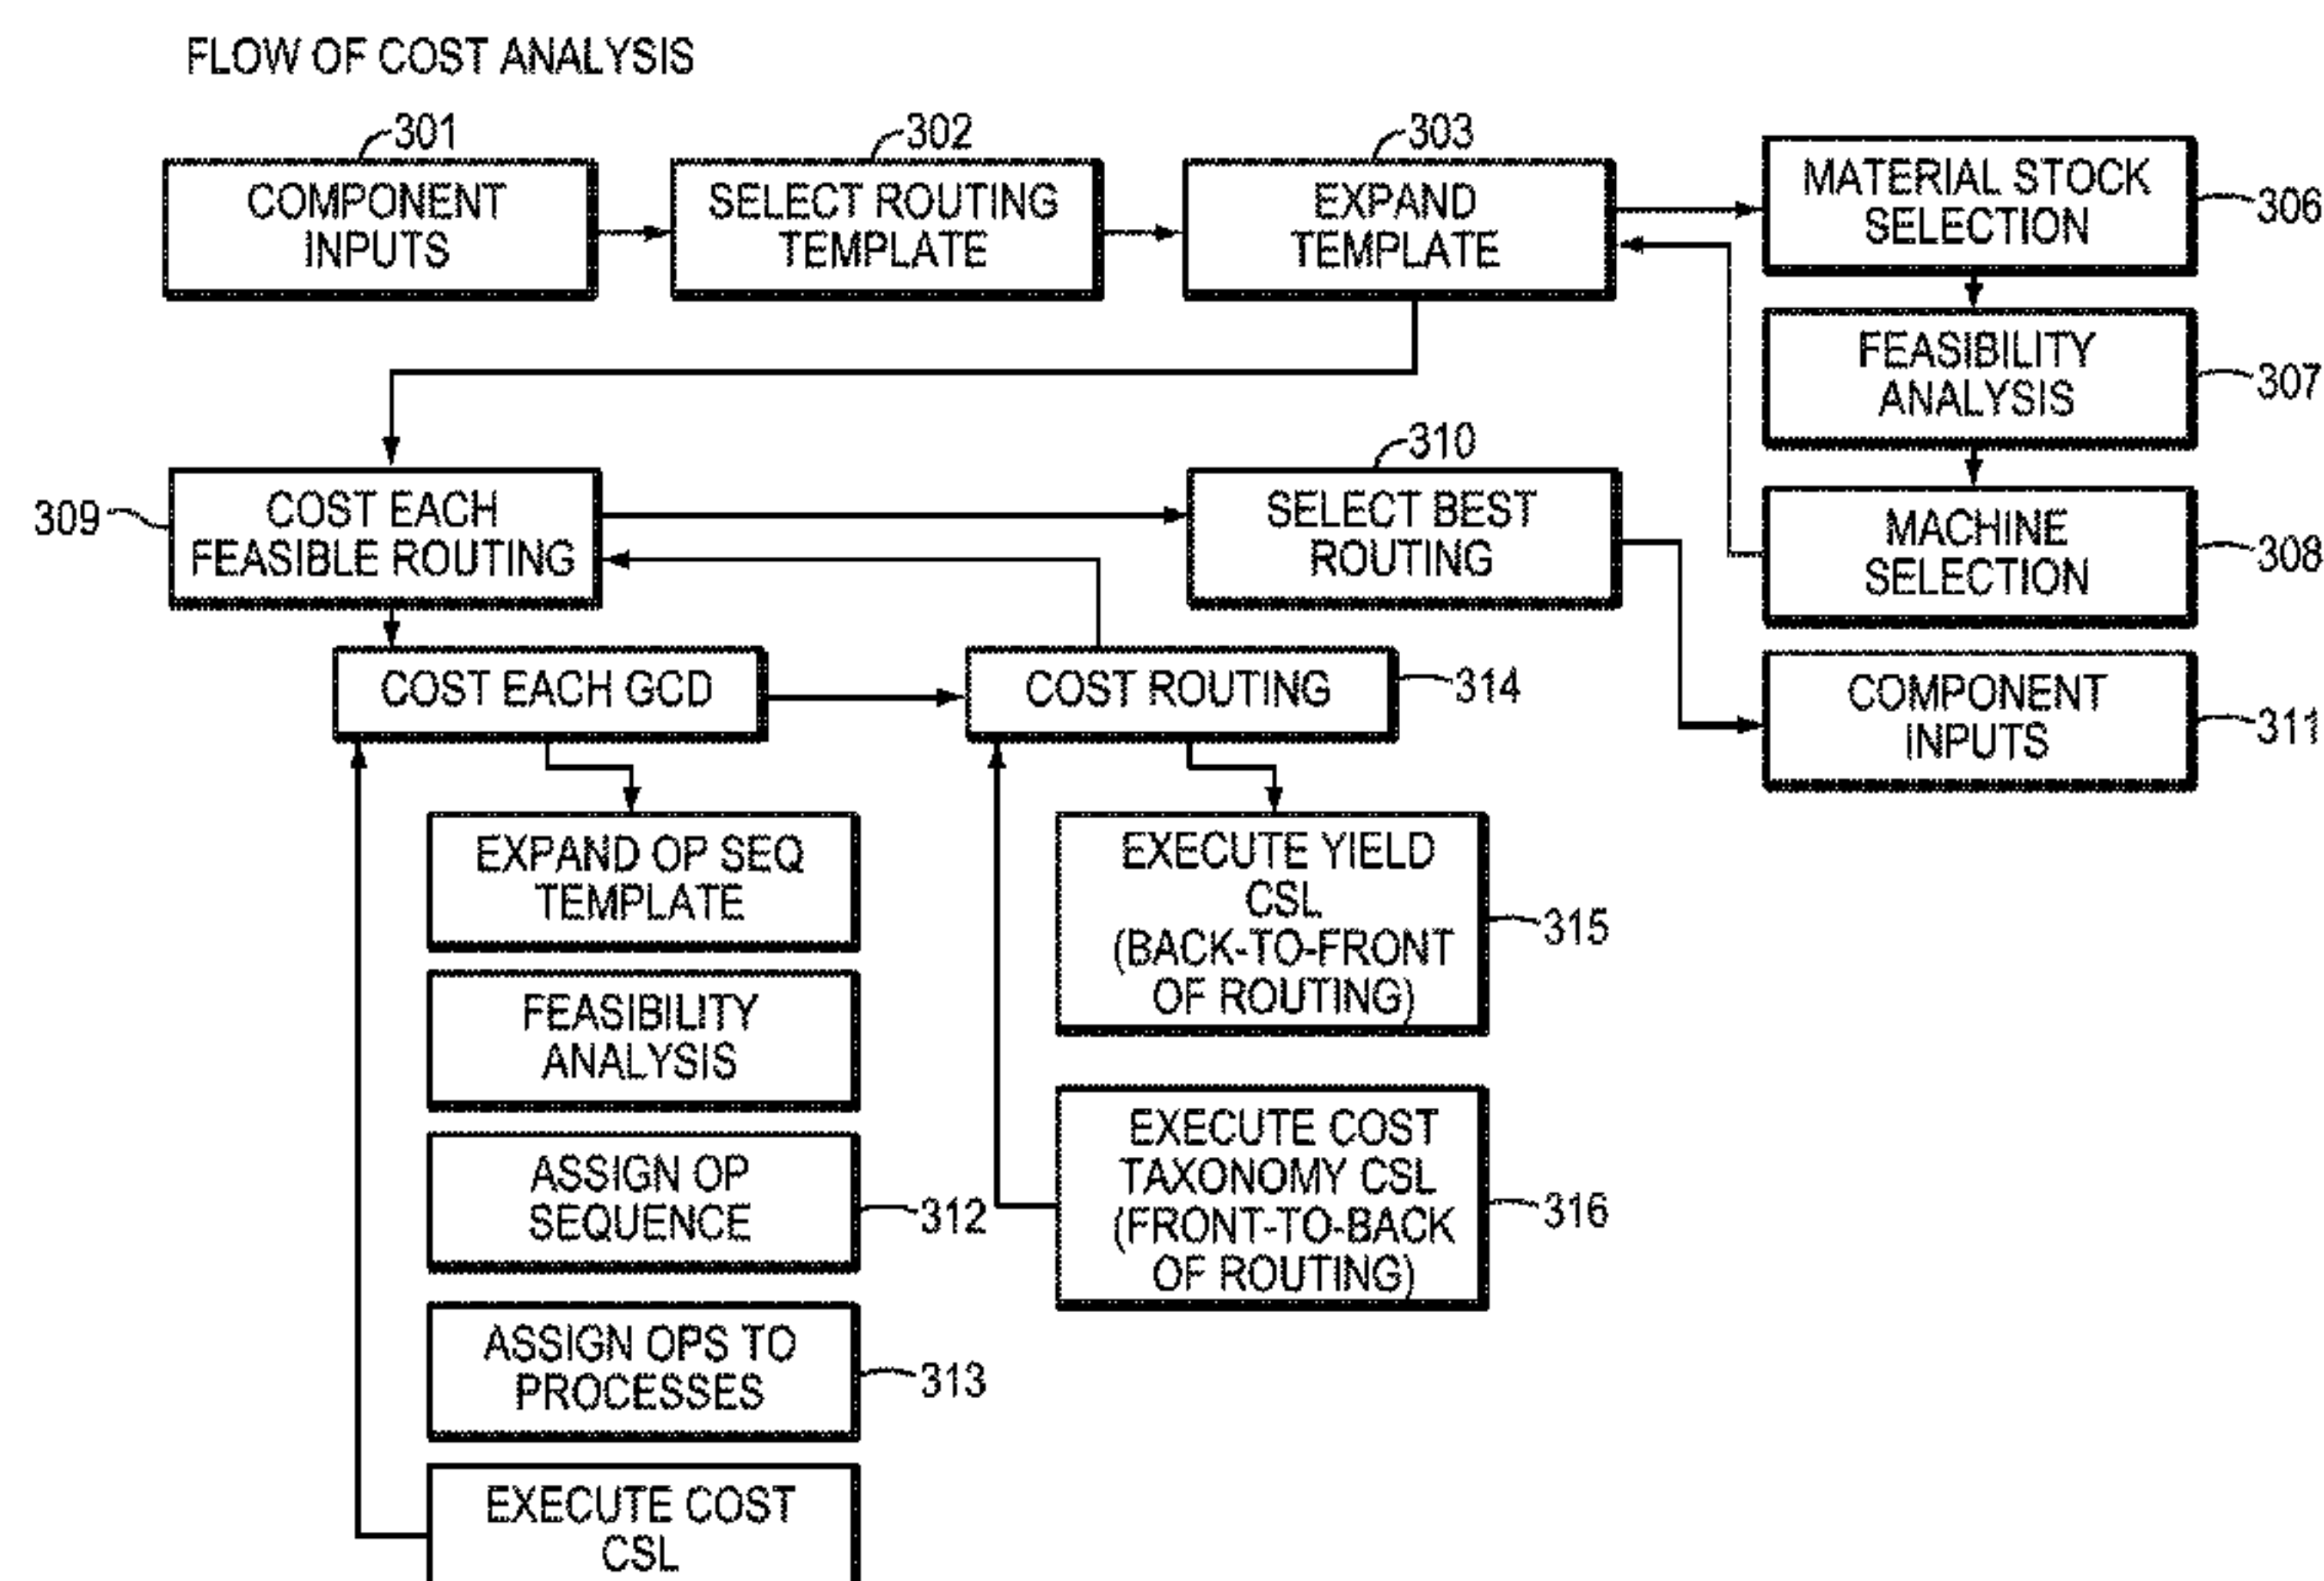 FLOW OF COST ANALYSIS
301
302
303
COMPONENT
INPUTS
SELECT ROUTING
TEMPLATE
EXPAND
TEMPLATE
MATERIAL STOCK
SELECTION
306
FEASIBILITY
ANALYSIS
307
310
309
COST EACH
FEASIBLE ROUTING
SELECT BEST
ROUTING
MACHINE
SELECTION
308
COST EACH GCD
COST ROUTING
314
COMPONENT
INPUTS
311
EXPAND OP SEQ
TEMPLATE
FEASIBILITY
ANALYSIS
ASSIGN OP
SEQUENCE
312
ASSIGN OPS TO
PROCESSES
313
EXECUTE COST
CSL
EXECUTE YIELD
CSL
(BACK-TO-FRONT
OF ROUTING)
315
EXECUTE COST
TAXONOMY CSL
(FRONT-TO-BACK
OF ROUTING)
316